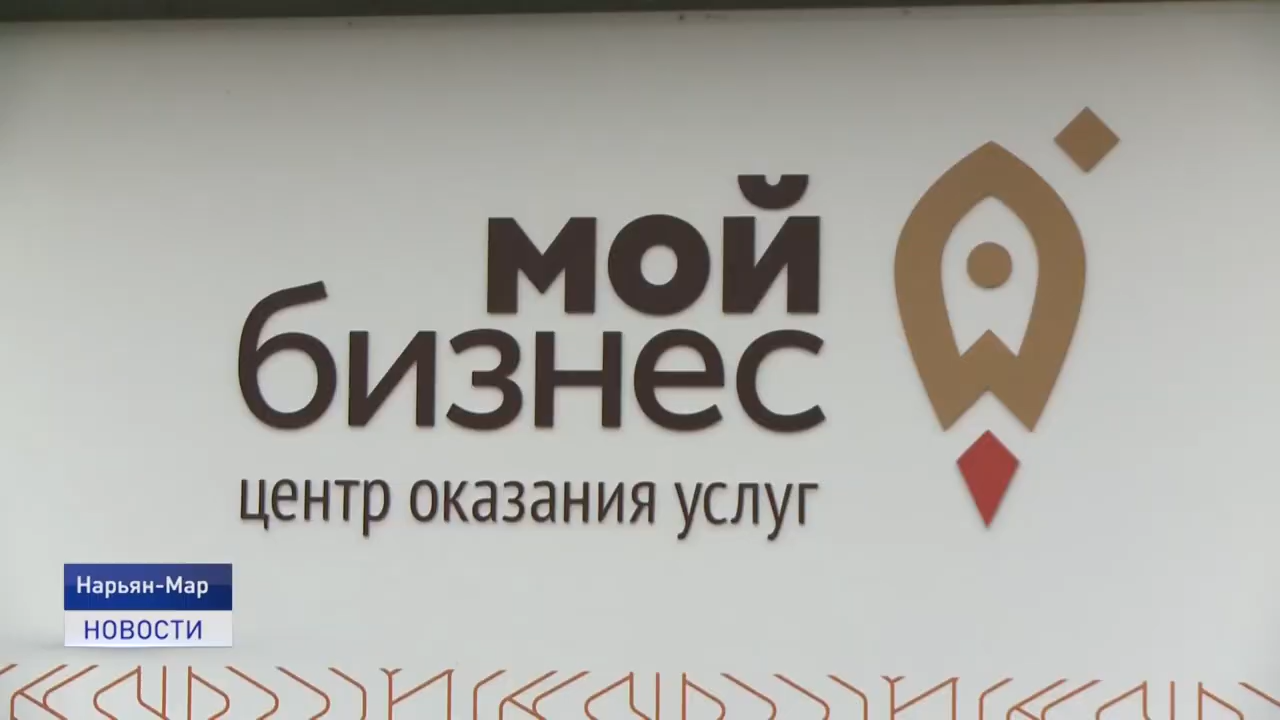 мой
бизнес
центр оказания услуг
Нарьян-Мар
НОВОСТИ